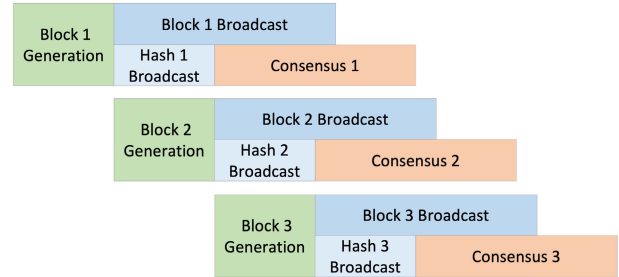 Block 1
Generation
Block 1 Broadcast
Hash 1
Broadcast
Consensus 1
Block 2
Generation
Block 2 Broadcast
Hash 2
Broadcast
Consensus 2
Block 3
Generation
Block 3 Broadcast
Hash 3
Broadcast
Consensus 3